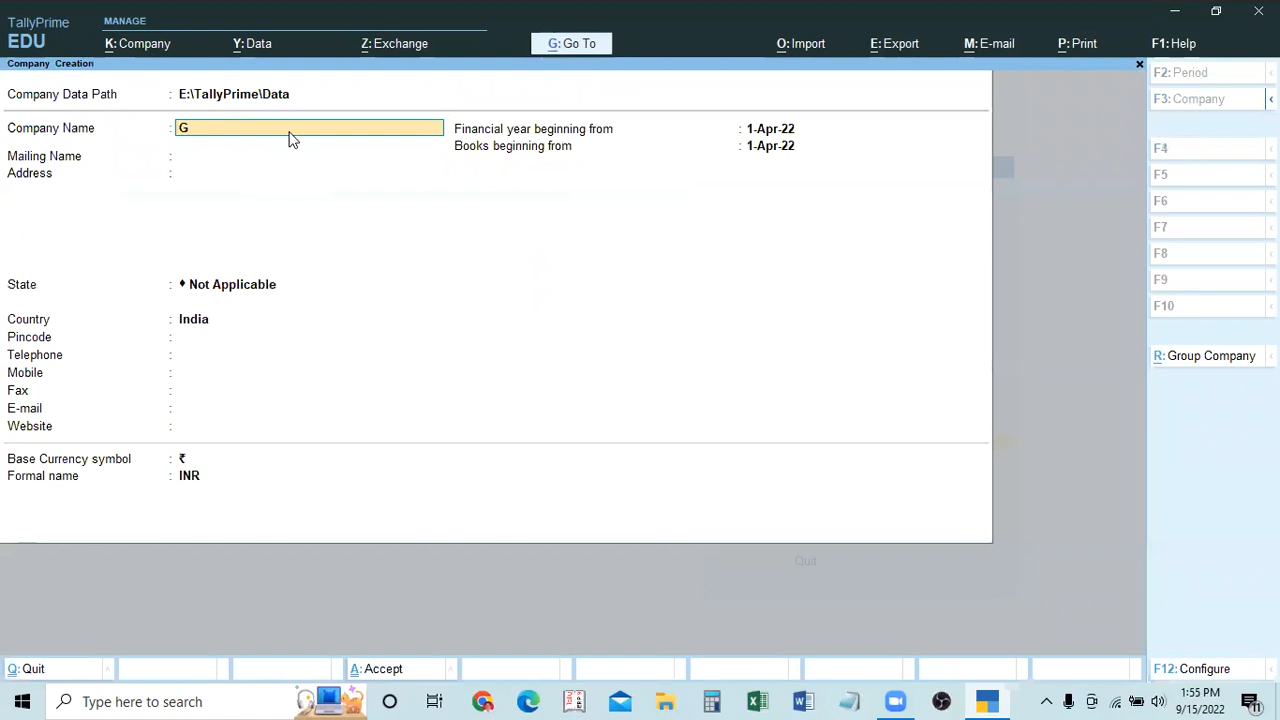 TallyPrime
EDU
MANAGE
K: Company
Y: Data
Z: Exchange
G: Go To
O: Import
E: Export
M: E-mail
P: Print
F1: Help
Company Creation
F2: Period
F3: Company
F4
F5
F6
F7
F8
F9
F10
R: Group Company
F12: Configure
Company Data Path : E:\TallyPrime\Data
Company Name : G
Financial year beginning from : 1-Apr-22
Books beginning from : 1-Apr-22
Mailing Name :
Address :
State : ♦ Not Applicable
Country : India
Pincode :
Telephone :
Mobile :
Fax :
E-mail :
Website :
Base Currency symbol : ₹
Formal name : INR
Quit
Q: Quit
A: Accept
Type here to search
1:55 PM
9/15/2022